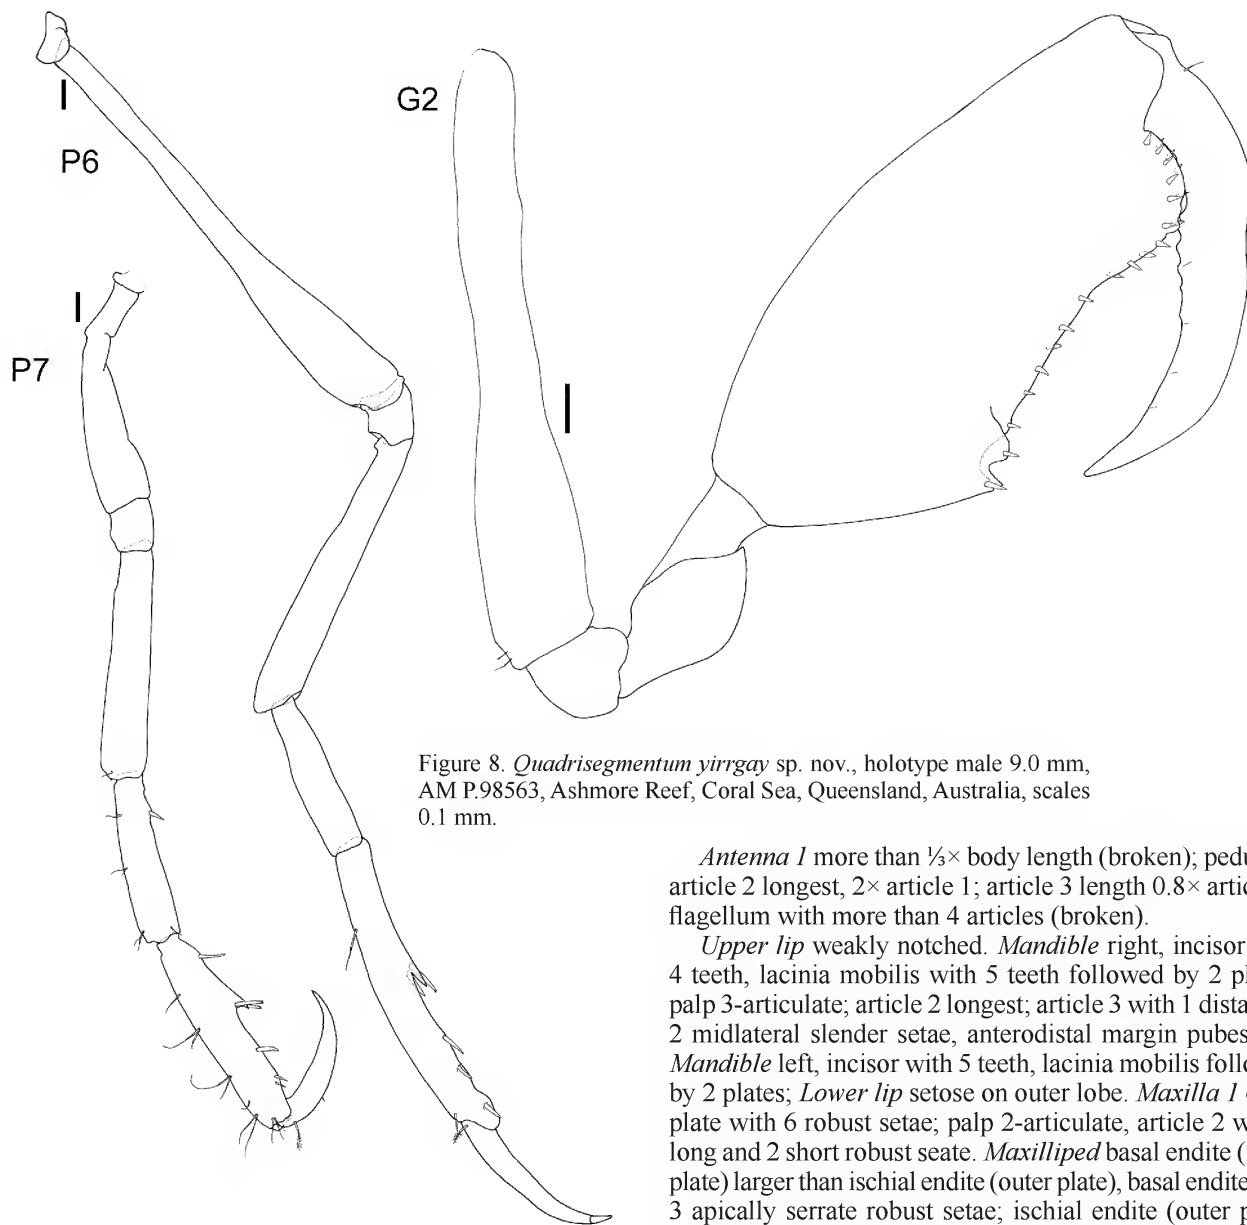 P6
G2
P7
Figure 8. Quadrisegmentum yirrgay sp. nov., holotype male 9.0 mm,
AM P.98563, Ashmore Reef, Coral Sea, Queensland, Australia, scales
0.1 mm.
Antenna 1 more than ⅓× body length (broken);
article 2 longest, 2× article 1; article 3 length 0.8×
flagellum with more than 4 articles (broken).
Upper lip weakly notched. Mandible right, incisor
4 teeth, lacinia mobilis with 5 teeth followed by 2
palp 3-articulate; article 2 longest; article 3 with 1
2 midlateral slender setae, anterodistal margin
Mandible left, incisor with 5 teeth, lacinia mobilis
by 2 plates; Lower lip setose on outer lobe. Maxilla 1
plate with 6 robust setae; palp 2-articulate, article 2
long and 2 short robust seate. Maxilliped basal endite
plate) larger than ischial endite (outer plate), basal endite
3 apically serrate robust setae; ischial endite (outer